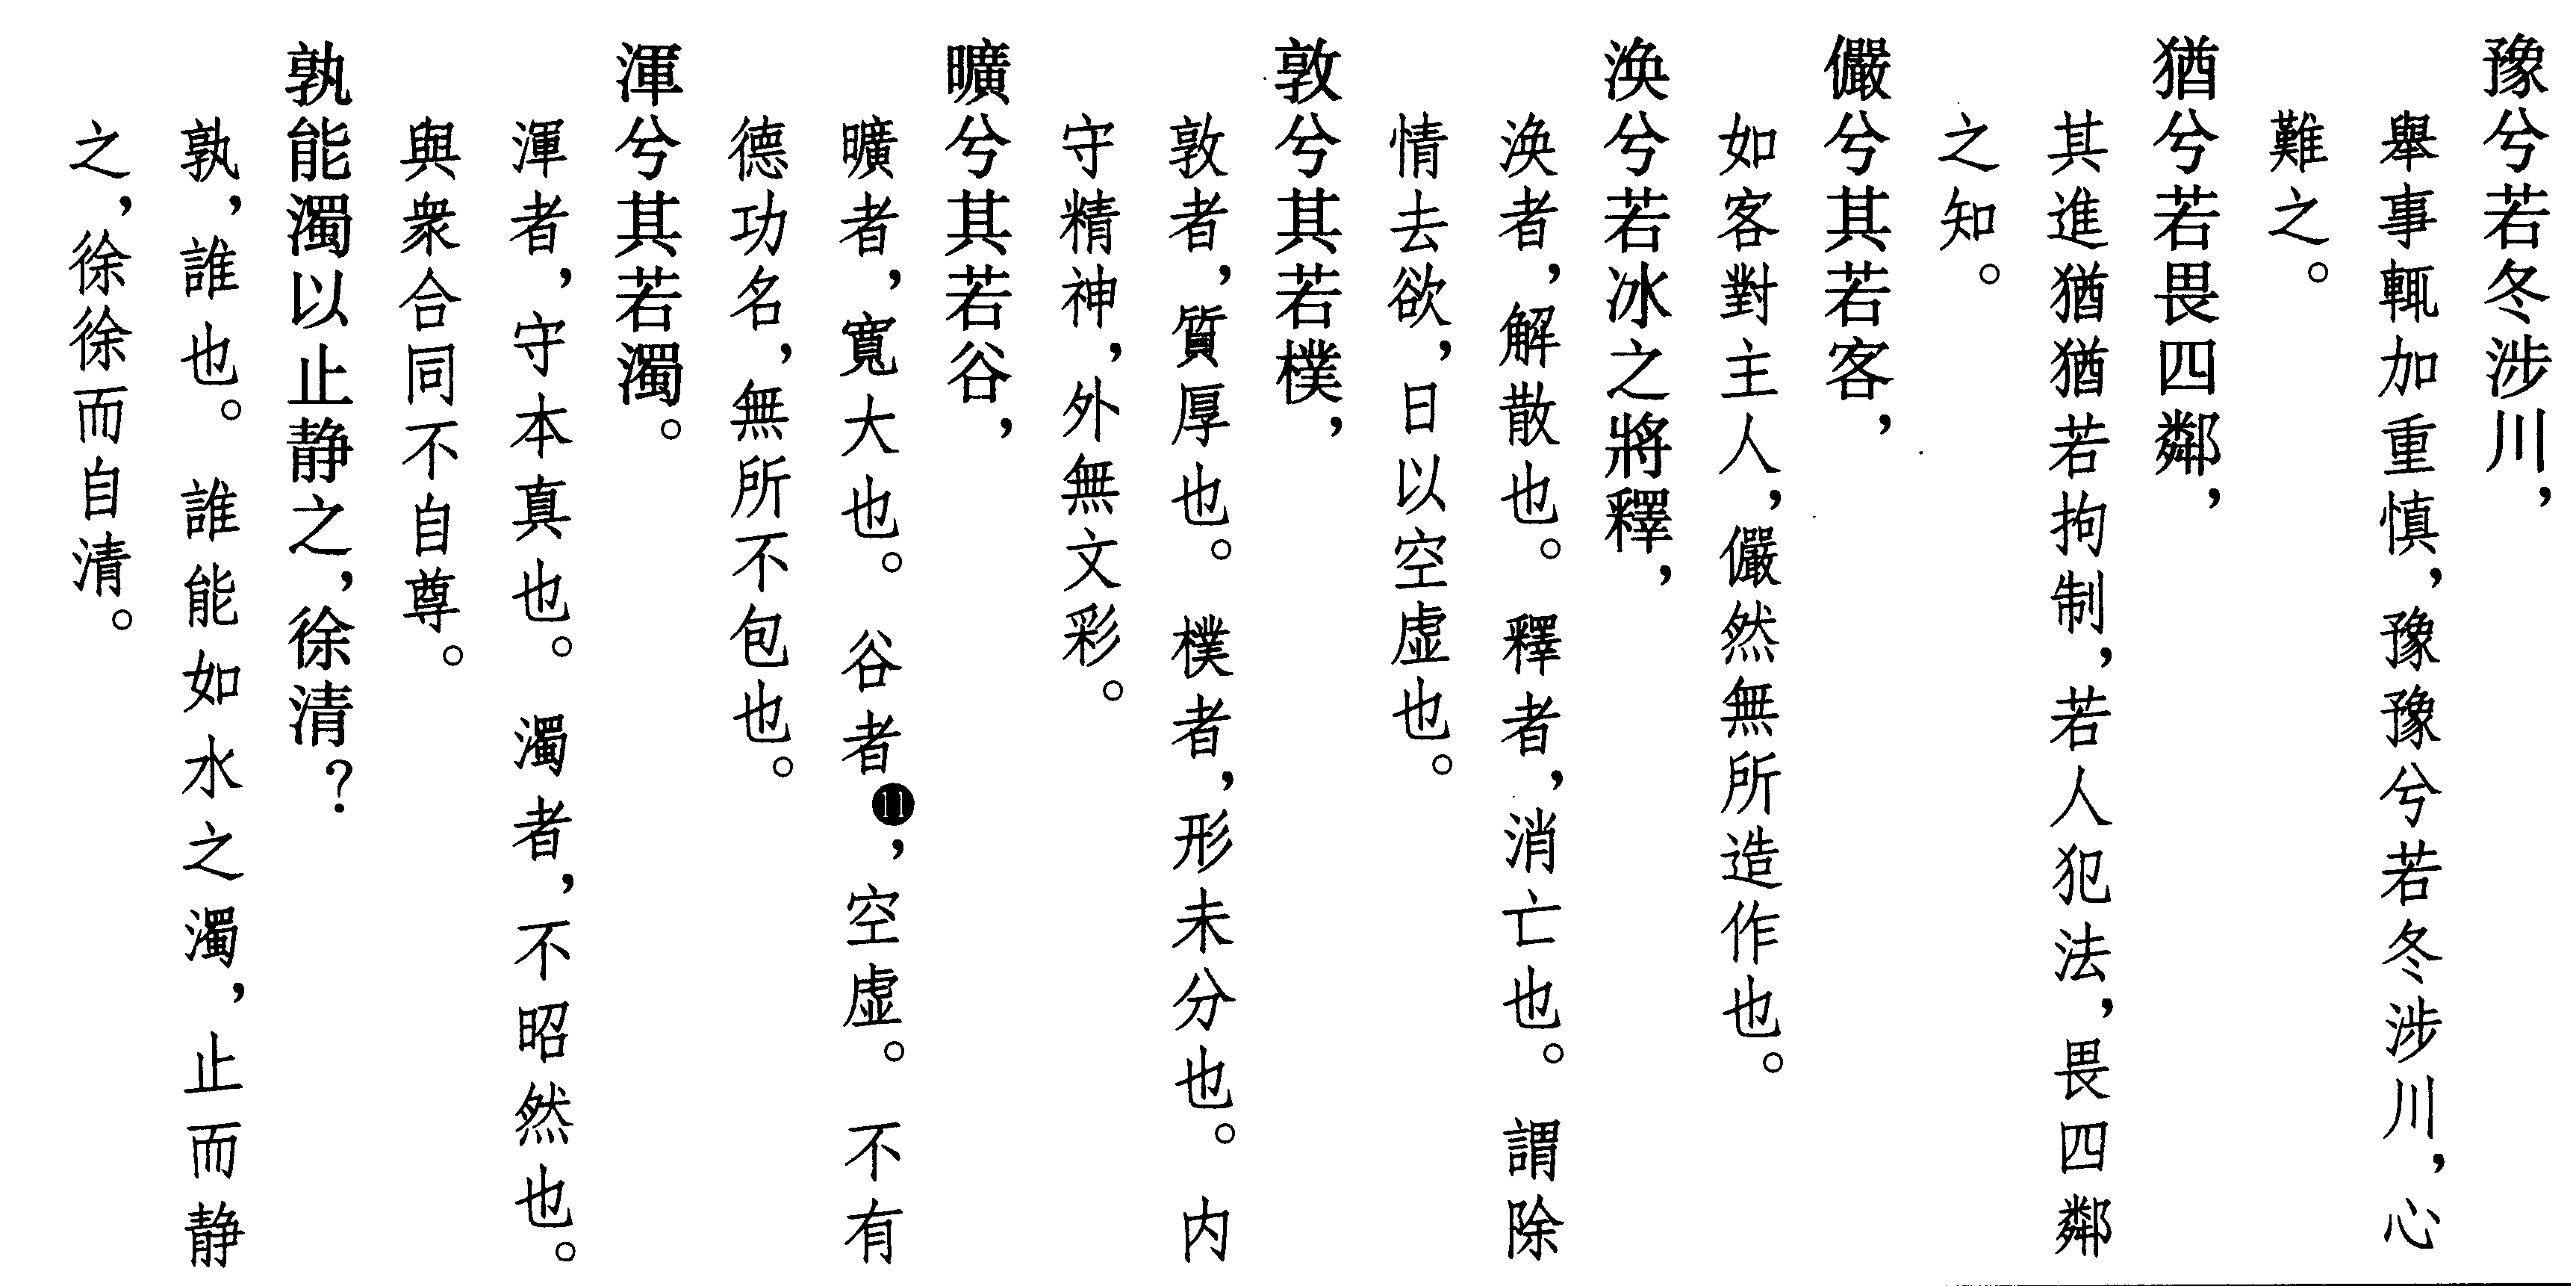 豫兮若冬涉川，
舉事輒加重慎，豫豫兮若冬涉川，心
難之。
猶兮若畏四鄰，
其進猶猶若拘制，若人犯法，畏四鄰
之知。
儼兮其若客，
如客對主人，儼然無所造作也。
渙兮若冰之將釋，
渙者，解散也。釋者，消亡也。謂除
情去欲，日以空虛也。
敦兮其若樸，
敦者，質厚也。樸者，形未分也。内
守精神，外無文彩。
曠兮其若谷，
曠者，寬大也。谷者⓫，空虛。不有
德功名，無所不包也。
渾兮其若濁。
渾者，守本真也。濁者，不昭然也。
與衆合同不自尊。
孰能濁以止静之，徐清？
孰，誰也。誰能如水之濁，止而静
之，徐徐而自清。